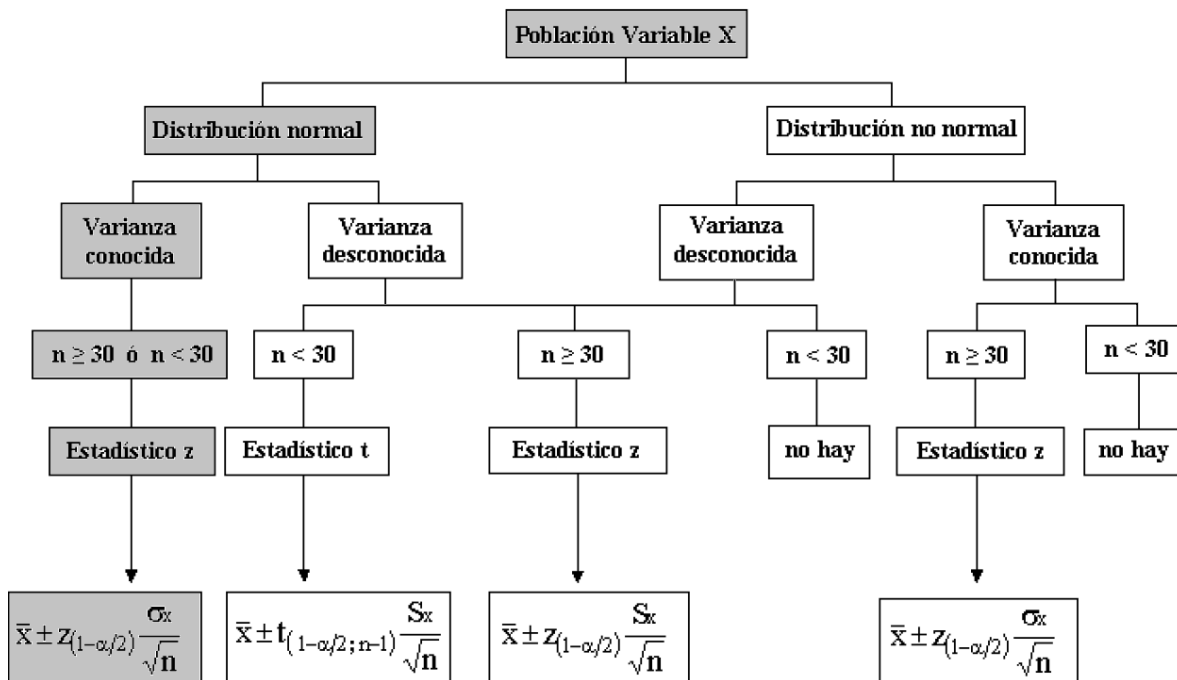 Población Variable X
Distribución normal
Distribución no normal
Varianza
conocida
Varianza
desconocida
Varianza
desconocida
Varianza
conocida
n ≥ 30 ó n < 30
n < 30
n ≥ 30
n < 30
n ≥ 30
n < 30
Estadístico z
Estadístico t
Estadístico z
no hay
Estadístico z
no hay
x̄ ± z(1−α/2) σx/√n
x̄ ± t(1−α/2; n−1) Sx/√n
x̄ ± z(1−α/2) Sx/√n
x̄ ± z(1−α/2) σx/√n